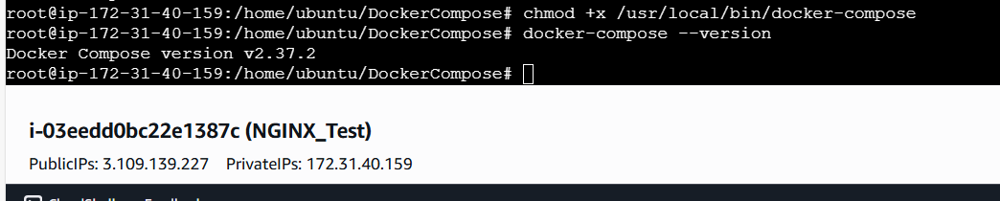 root@ip-172-31-40-159:/home/ubuntu/DockerCompose# chmod +x /usr/local/bin/docker-compose
root@ip-172-31-40-159:/home/ubuntu/DockerCompose# docker-compose --version
Docker Compose version v2.37.2
root@ip-172-31-40-159:/home/ubuntu/DockerCompose#
i-03eedd0bc22e1387c (NGINX_Test)
PublicIPs: 3.109.139.227 PrivateIPs: 172.31.40.159